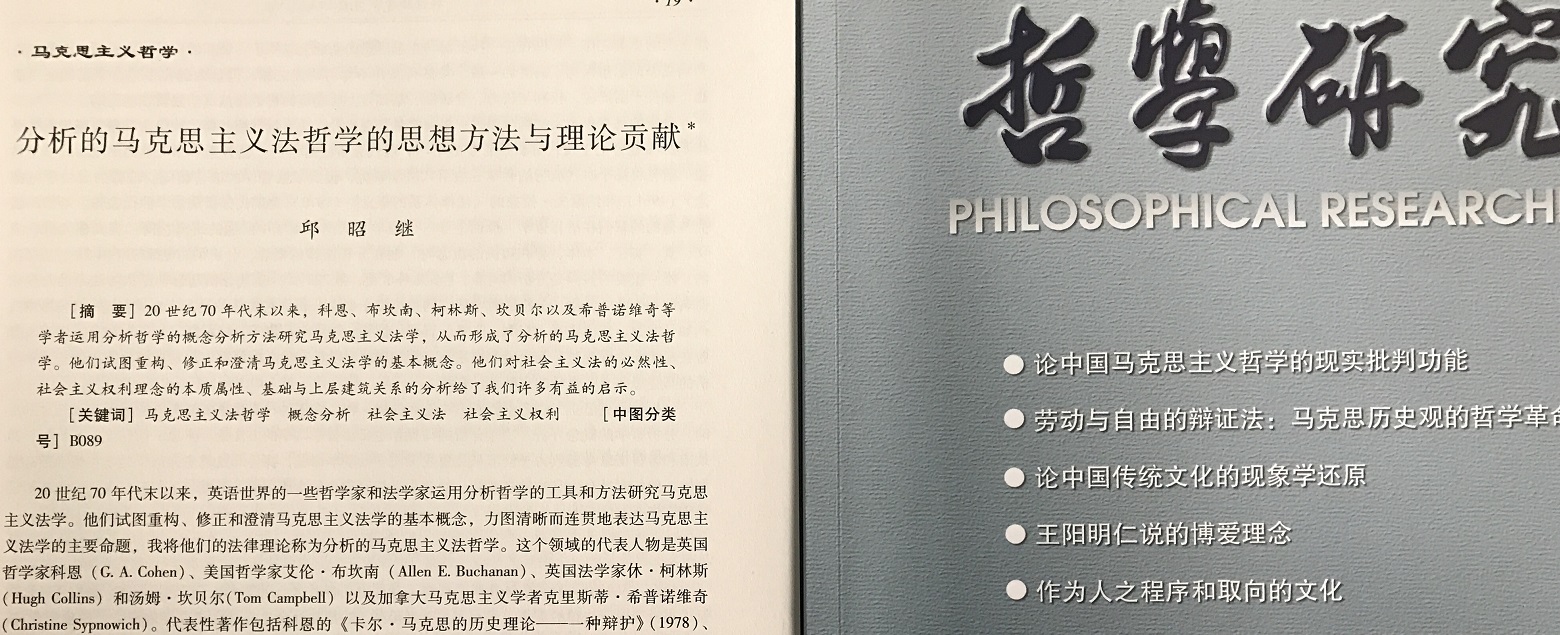 · 19 ·
· 马克思主义哲学 ·
分析的马克思主义法哲学的思想方法与理论贡献*
邱 昭 继
［摘 要］20世纪70年代末以来，科恩、布坎南、柯林斯、坎贝尔以及希普诺维奇等
学者运用分析哲学的概念分析方法研究马克思主义法学，从而形成了分析的马克思主义法哲
学。他们试图重构、修正和澄清马克思主义法学的基本概念。他们对社会主义法的必然性、
社会主义权利理念的本质属性、基础与上层建筑关系的分析给了我们许多有益的启示。
［关键词］马克思主义法哲学 概念分析 社会主义法 社会主义权利 ［中图分类
号］B089
20世纪70年代末以来，英语世界的一些哲学家和法学家运用分析哲学的工具和方法研究马克思
主义法学。他们试图重构、修正和澄清马克思主义法学的基本概念，力图清晰而连贯地表达马克思主
义法学的主要命题，我将他们的法律理论称为分析的马克思主义法哲学。这个领域的代表人物是英国
哲学家科恩（G. A. Cohen）、美国哲学家艾伦·布坎南（Allen E. Buchanan）、英国法学家休·柯林斯
（Hugh Collins）和汤姆·坎贝尔（Tom Campbell）以及加拿大马克思主义学者克里斯蒂·希普诺维奇
（Christine Sypnowich）。代表性著作包括科恩的《卡尔·马克思的历史理论——一种辩护》（1978）、
哲學研究
PHILOSOPHICAL RESEARCH
● 论中国马克思主义哲学的现实批判功能
● 劳动与自由的辩证法：马克思历史观的哲学革命
● 论中国传统文化的现象学还原
● 王阳明仁说的博爱理念
● 作为人之程序和取向的文化